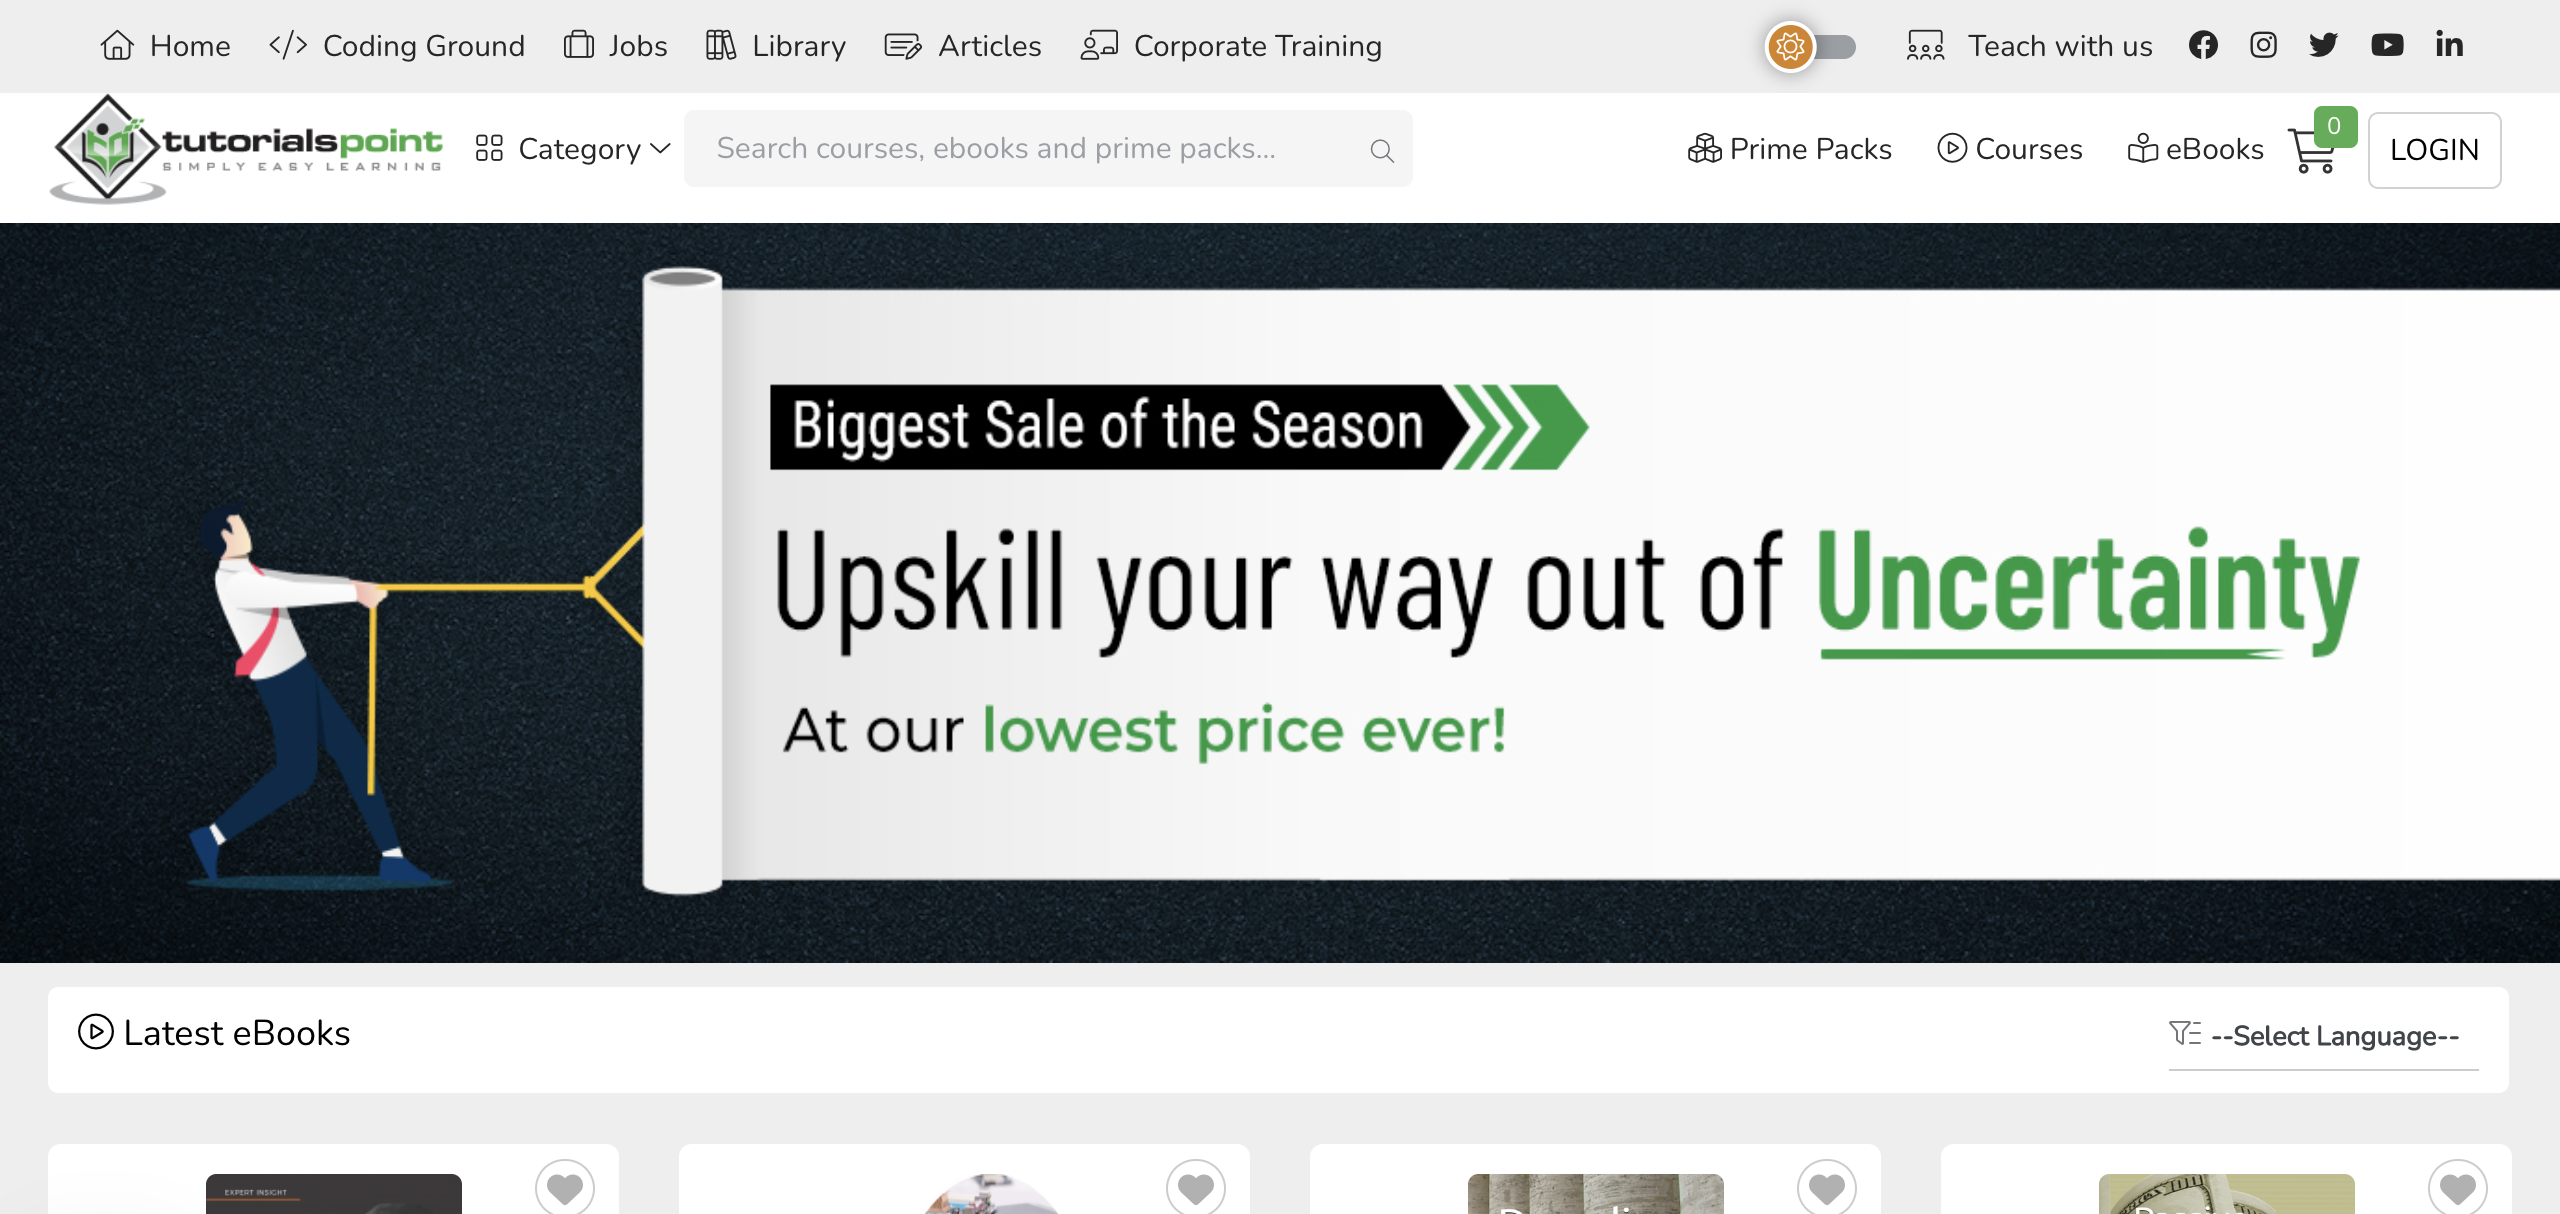 Home
Coding Ground
Jobs
Library
Articles
Corporate Training
Teach with us
tutorialspoint
SIMPLY EASY LEARNING
Category
Search courses, ebooks and prime packs...
Prime Packs
Courses
eBooks
0
LOGIN
Biggest Sale of the Season
Upskill your way out of Uncertainty
At our lowest price ever!
Latest eBooks
--Select Language--
EXPERT INSIGHT